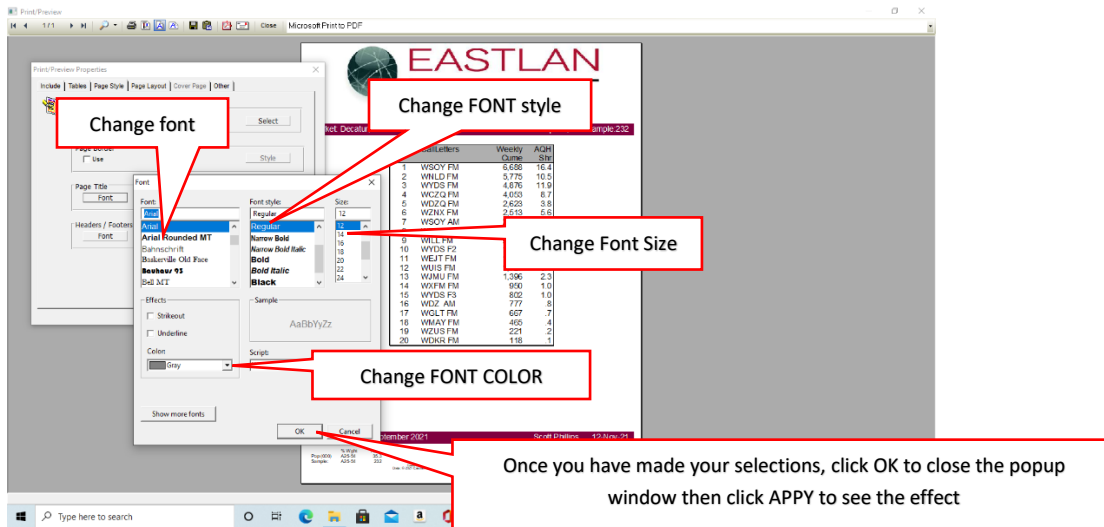 Print/Preview
1/1
Close
Microsoft Print to PDF
EASTLAN
Print/Preview Properties
Include
Tables
Page Style
Page Layout
Cover Page
Other
Select
Change font
Change FONT style
ket: Decatur,
ample:232
Page Border
Use
Style
Page Title
Font
Headers / Footers
Font
Font
Font:
Font style:
Size:
Arial
Regular
12
Arial
Arial Rounded MT
Bahnschrift
Baskerville Old Face
Bauhaus 93
Bell MT
Regular
Narrow Bold
Narrow Bold Italic
Bold
Bold Italic
Black
12
14
16
18
20
22
24
Change Font Size
Weekly AQH
Cume Shr
1 WSOY FM 6,688 16.4
2 WNLD FM 5,775 10.5
3 WYDS FM 4,876 11.9
4 WCZQ FM 4,053 8.7
5 WDZQ FM 2,623 3.8
6 WZNX FM 2,513 5.6
7 WSOY AM
9 WILL FM
10 WYDS F2
11 WEJT FM
12 WUIS FM
13 WJMU FM 1,396 2.3
14 WXFM FM 950 1.0
15 WYDS F3 802 1.0
16 WDZ AM 777 .8
17 WGLT FM 667 .7
18 WMAY FM 465 .4
19 WZUS FM 221 .2
20 WDKR FM 118 .1
Effects
Strikeout
Underline
Color:
Gray
Sample
AaBbYyZz
Script:
Change FONT COLOR
Show more fonts
OK
Cancel
ptember 2021
Scott Phillips 12-Nov-21
Once you have made your selections, click OK to close the popup
window then click APPY to see the effect
Type here to search